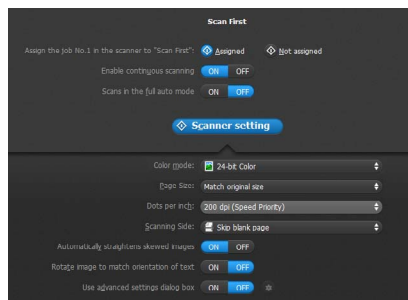 Scan First
Assign the job No.1 in the scanner to "Scan First": Assigned Not assigned
Enable continuous scanning ON OFF
Scans in the full auto mode ON OFF
Scanner setting
Color mode: 24-bit Color
Page Size: Match original size
Dots per inch: 200 dpi (Speed Priority)
Scanning Side: Skip blank page
Automatically straightens skewed images ON OFF
Rotate image to match orientation of text ON OFF
Use advanced settings dialog box ON OFF